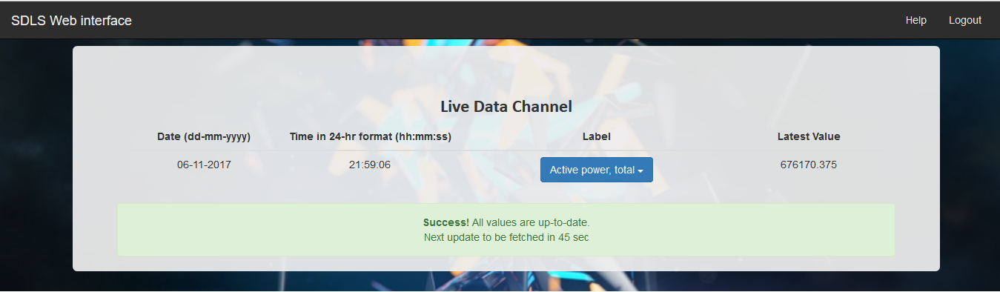 SDLS Web interface Help Logout
Live Data Channel
Date (dd-mm-yyyy) Time in 24-hr format (hh:mm:ss) Label Latest Value
06-11-2017 21:59:06 Active power, total 676170.375
Success! All values are up-to-date.
Next update to be fetched in 45 sec